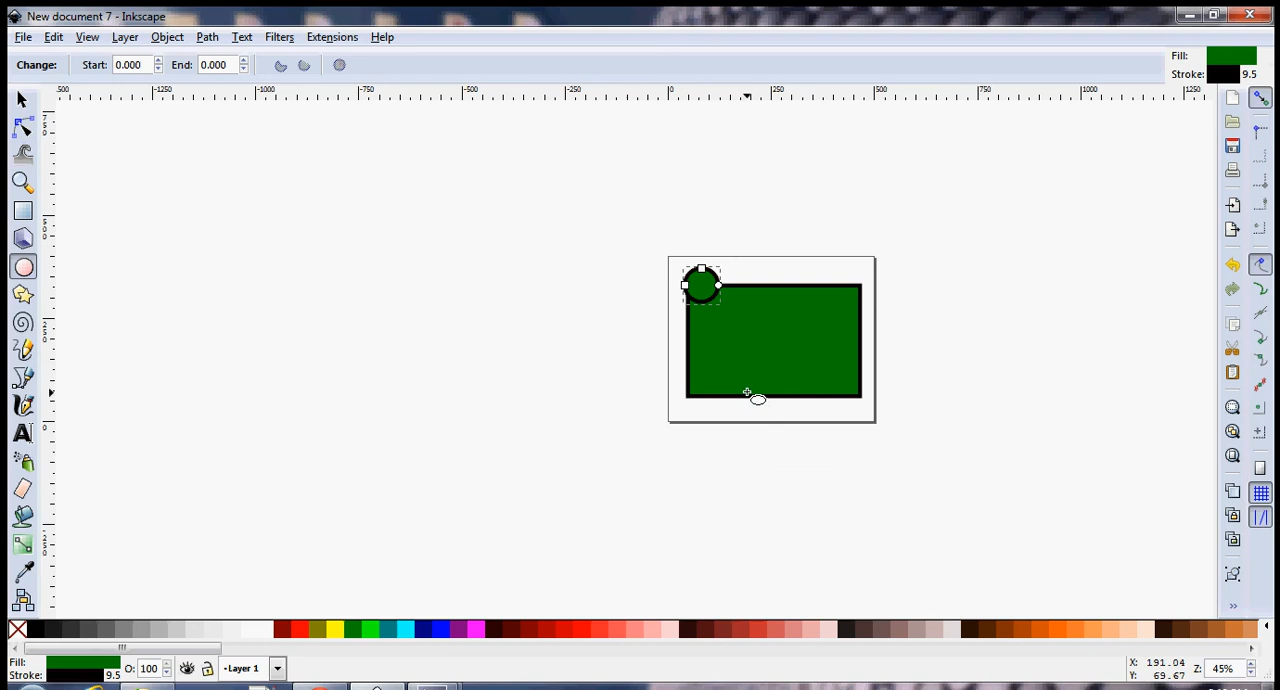 New document 7 - Inkscape
File Edit View Layer Object Path Text Filters Extensions Help
Change: Start: 0.000 End: 0.000
Fill:
Stroke: 9.5
-1250 -1000 -750 -500 -250 0 250 500 750 1000 1250
Fill: O: 100 -Layer 1
Stroke: 9.5
X: 191.04
Y: 69.67
Z: 45%